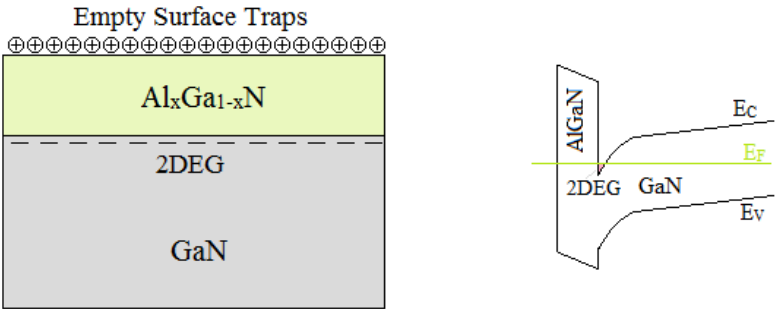 Empty Surface Traps
AlxGa1-xN
2DEG
GaN
AlGaN
EC
EF
2DEG GaN
EV